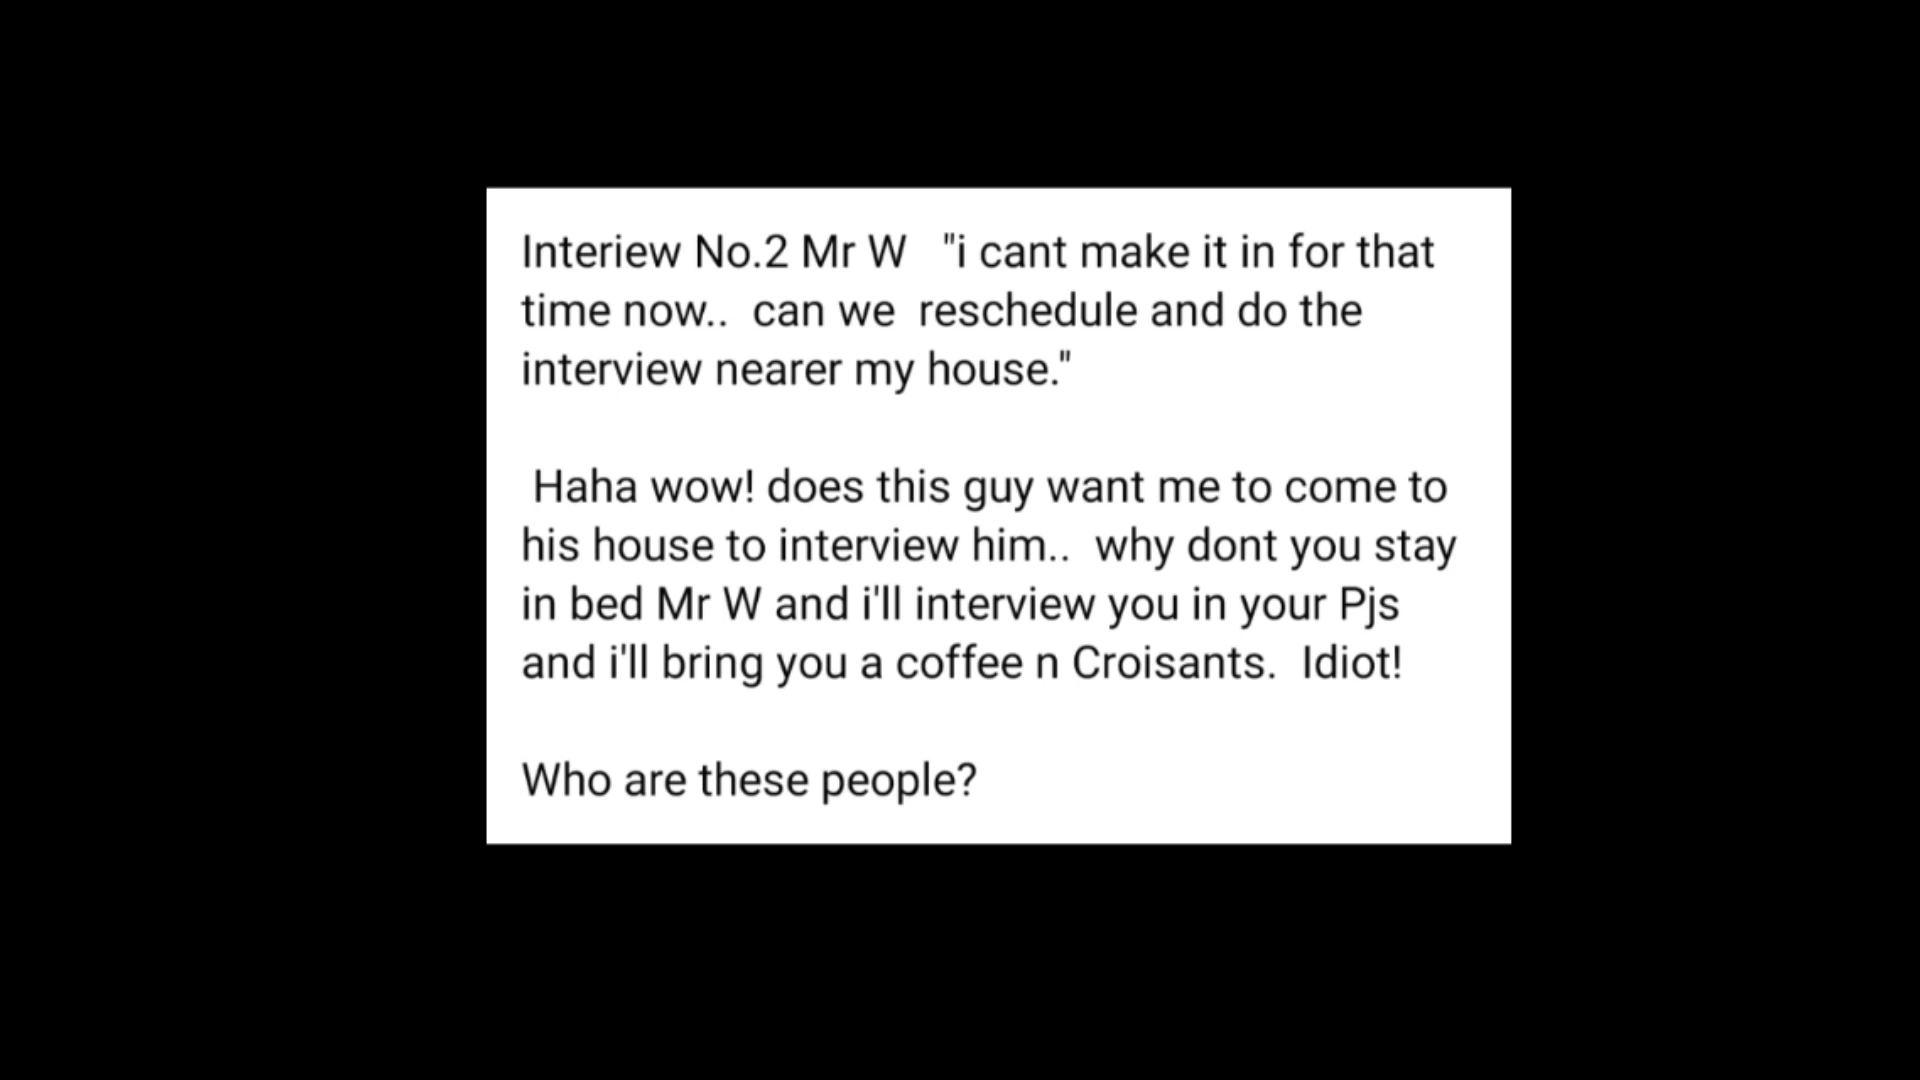 Interiew No.2 Mr W   "i cant make it in for that
time now..  can we  reschedule and do the
interview nearer my house."
Haha wow! does this guy want me to come to
his house to interview him..  why dont you stay
in bed Mr W and i'll interview you in your Pjs
and i'll bring you a coffee n Croisants.  Idiot!
Who are these people?